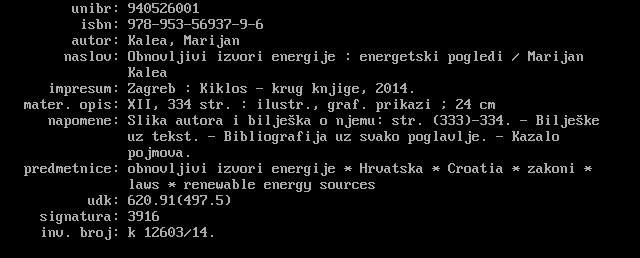 unibr: 940526001
isbn: 978-953-56937-9-6
autor: Kalea, Marijan
naslov: Obnovljivi izvori energije : energetski pogledi / Marijan
Kalea
impresum: Zagreb : Kiklos - krug knjige, 2014.
mater. opis: XII, 334 str. : ilustr., graf. prikazi ; 24 cm
napomene: Slika autora i bilješka o njemu: str. (333)-334. - Bilješke
uz tekst. - Bibliografija uz svako poglavlje. - Kazalo
pojmova.
predmetnice: obnovljivi izvori energije * Hrvatska * Croatia * zakoni *
laws * renewable energy sources
udk: 620.91(497.5)
signatura: 3916
inv. broj: k 12603/14.